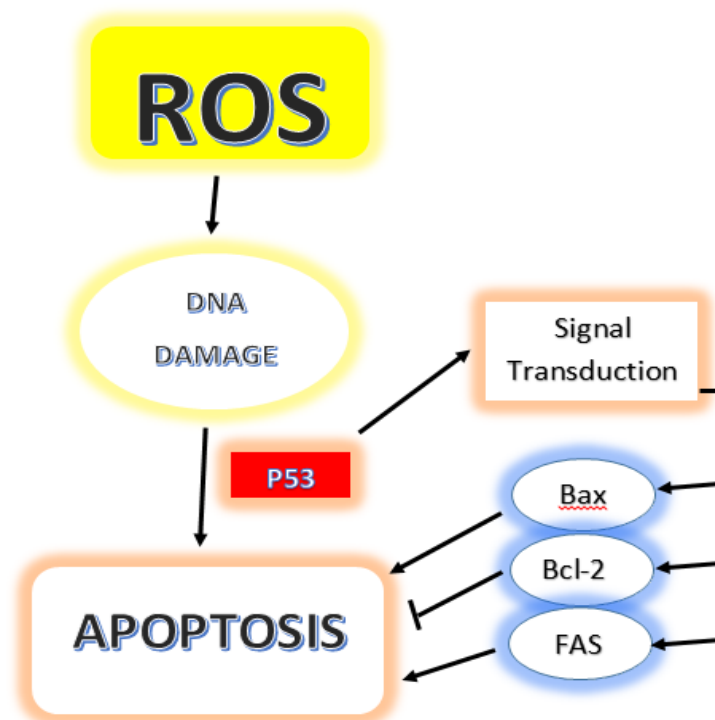 ROS
DNA
DAMAGE
Signal
Transduction
P53
Bax
Bcl-2
APOPTOSIS
FAS